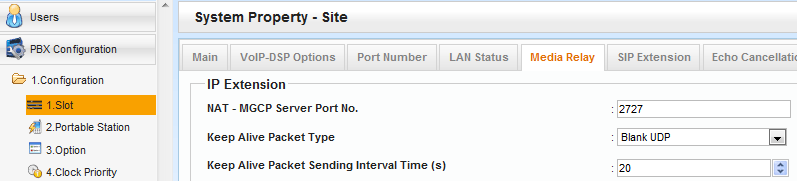 Users
System Property - Site
PBX Configuration
Main VoIP-DSP Options Port Number LAN Status Media Relay SIP Extension Echo Cancellati
1.Configuration
IP Extension
1.Slot
NAT - MGCP Server Port No. : 2727
2.Portable Station
Keep Alive Packet Type : Blank UDP
3.Option
Keep Alive Packet Sending Interval Time (s) : 20
4.Clock Priority